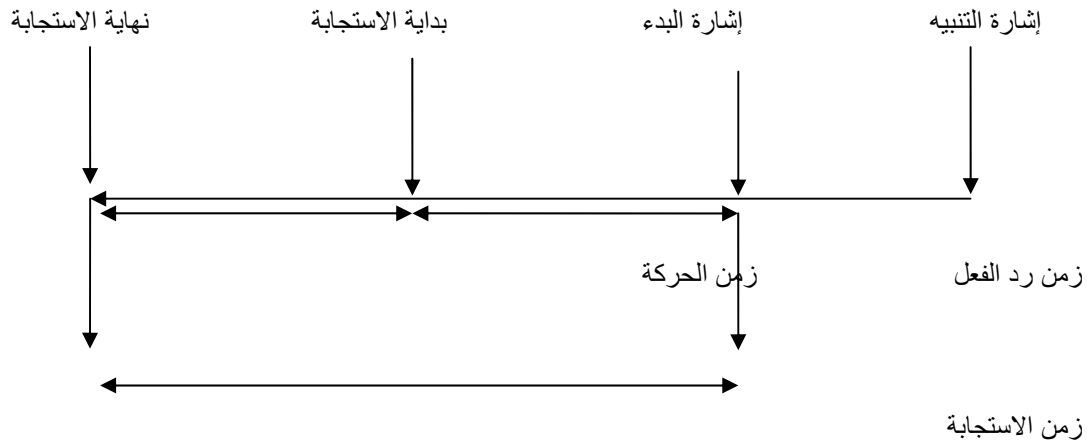 إشارة التنبيه إشارة البدء بداية الاستجابة نهاية الاستجابة
زمن رد الفعل زمن الحركة
زمن الاستجابة